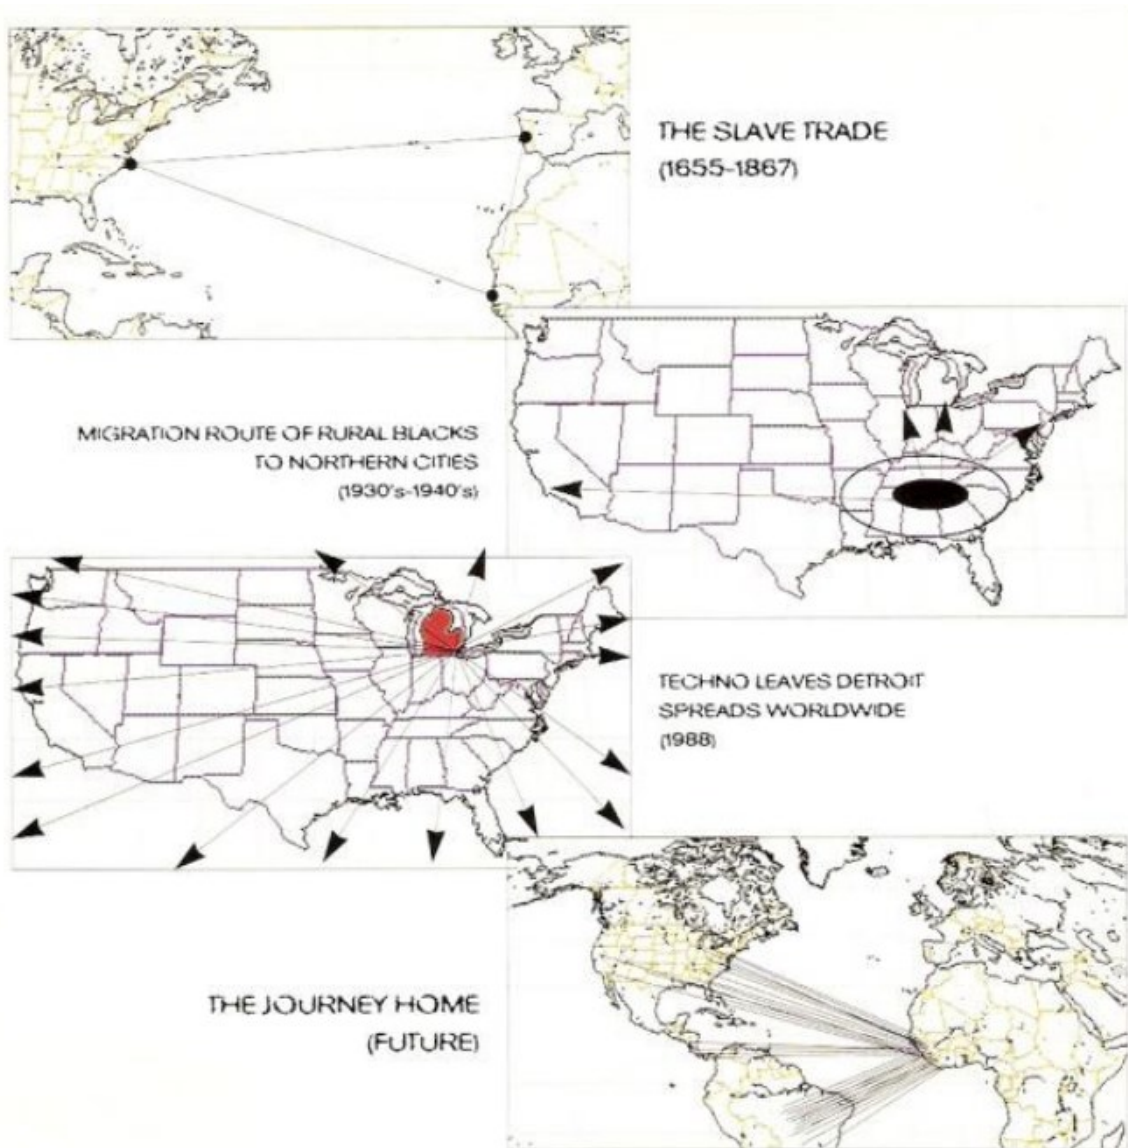 THE SLAVE TRADE
(1655-1867)
MIGRATION ROUTE OF RURAL BLACKS
TO NORTHERN CITIES
(1930's-1940's)
TECHNO LEAVES DETROIT
SPREADS WORLDWIDE
(1988)
THE JOURNEY HOME
(FUTURE)